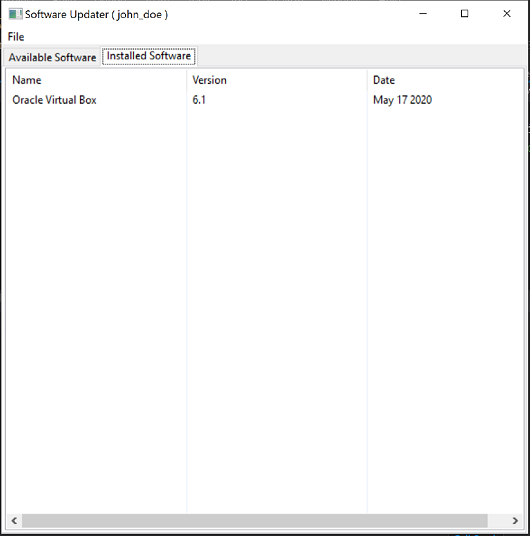 Software Updater ( john_doe )
File
Available Software Installed Software
Name Version Date
Oracle Virtual Box 6.1 May 17 2020